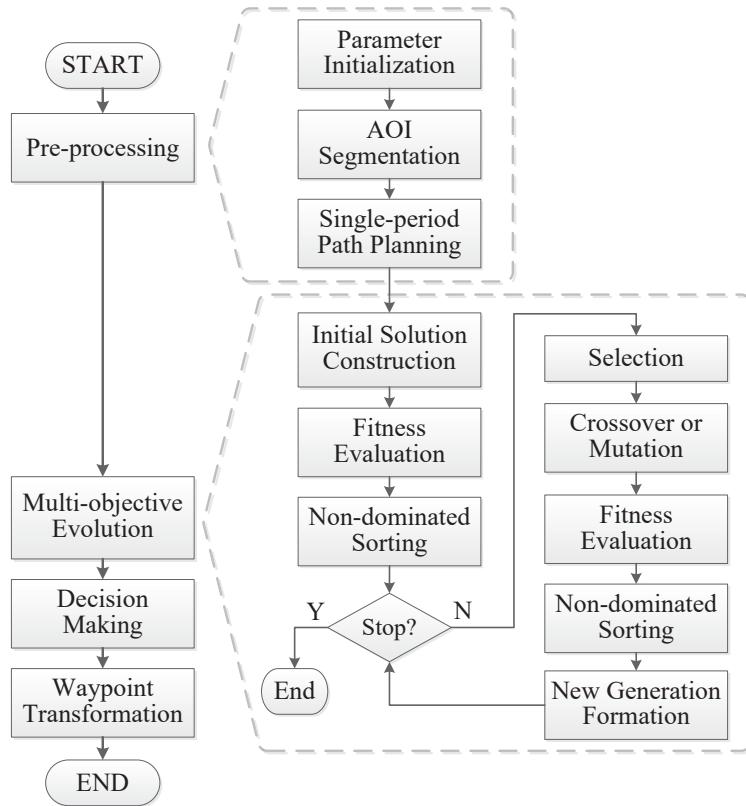 START
Pre-processing
Multi-objective
Evolution
Decision
Making
Waypoint
Transformation
END
Parameter
Initialization
AOI
Segmentation
Single-period
Path Planning
Initial Solution
Construction
Fitness
Evaluation
Non-dominated
Sorting
Y
Stop?
N
End
Selection
Crossover or
Mutation
Fitness
Evaluation
Non-dominated
Sorting
New Generation
Formation